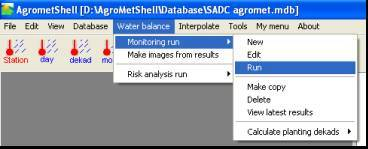 AgrometShell [D:\AgroMetShell\Database\SADC agromet.mdb]
File Edit View Database Water balance Interpolate Tools My menu About
Monitoring run
New
Make images from results
Edit
Station day dekad
Run
Risk analysis run
Make copy
Delete
View latest results
Calculate planting dekads